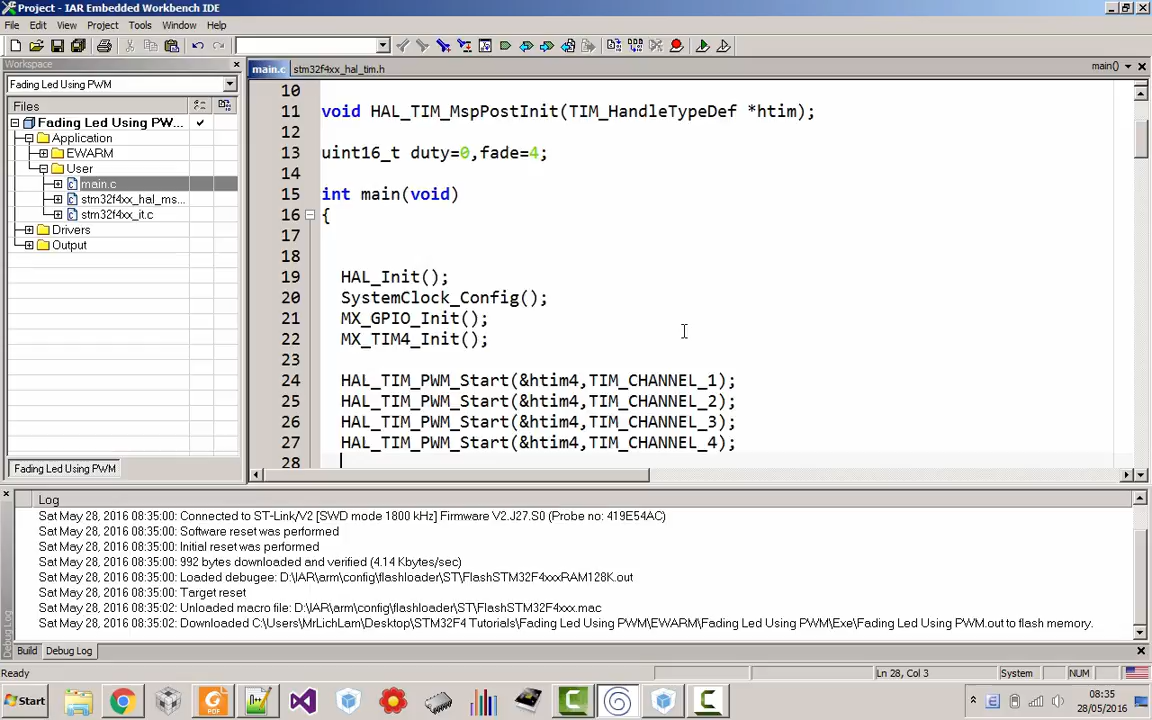 Project - IAR Embedded Workbench IDE
File Edit View Project Tools Window Help
Workspace
Fading Led Using PWM
Files
Fading Led Using PW...
Application
EWARM
User
main.c
stm32f4xx_hal_ms...
stm32f4xx_it.c
Drivers
Output
Fading Led Using PWM
main.c stm32f4xx_hal_tim.h
main()
10
11 void HAL_TIM_MspPostInit(TIM_HandleTypeDef *htim);
12
13 uint16_t duty=0,fade=4;
14
15 int main(void)
16 {
17
18
19 HAL_Init();
20 SystemClock_Config();
21 MX_GPIO_Init();
22 MX_TIM4_Init();
23
24 HAL_TIM_PWM_Start(&htim4,TIM_CHANNEL_1);
25 HAL_TIM_PWM_Start(&htim4,TIM_CHANNEL_2);
26 HAL_TIM_PWM_Start(&htim4,TIM_CHANNEL_3);
27 HAL_TIM_PWM_Start(&htim4,TIM_CHANNEL_4);
28
Log
Sat May 28, 2016 08:35:00: Connected to ST-Link/V2 [SWD mode 1800 kHz] Firmware V2.J27.S0 (Probe no: 419E54AC)
Sat May 28, 2016 08:35:00: Software reset was performed
Sat May 28, 2016 08:35:00: Initial reset was performed
Sat May 28, 2016 08:35:00: 992 bytes downloaded and verified (4.14 Kbytes/sec)
Sat May 28, 2016 08:35:00: Loaded debugee: D:\IAR\arm\config\flashloader\ST\FlashSTM32F4xxxRAM128K.out
Sat May 28, 2016 08:35:00: Target reset
Sat May 28, 2016 08:35:02: Unloaded macro file: D:\IAR\arm\config\flashloader\ST\FlashSTM32F4xxx.mac
Sat May 28, 2016 08:35:02: Downloaded C:\Users\MrLichLam\Desktop\STM32F4 Tutorials\Fading Led Using PWM\EWARM\Fading Led Using PWM\Exe\Fading Led Using PWM.out to flash memory.
Debug Log
Build Debug Log
Ready
Ln 28, Col 3 System NUM
Start
08:35
28/05/2016